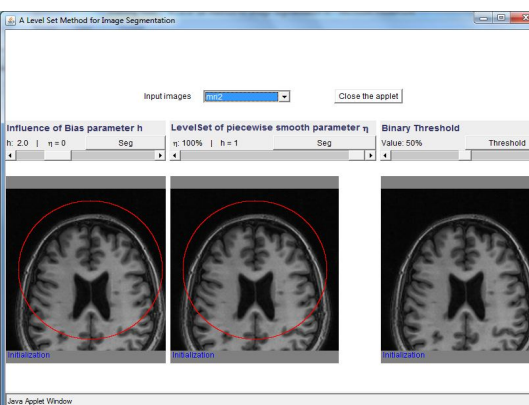 A Level Set Method for Image Segmentation
Input images mri2 Close the applet
Influence of Bias parameter h LevelSet of piecewise smooth parameter η Binary Threshold
h: 2.0 | η = 0 Seg η: 100% | h = 1 Seg Value: 50% Threshold
Initialization Initialization Initialization
Java Applet Window